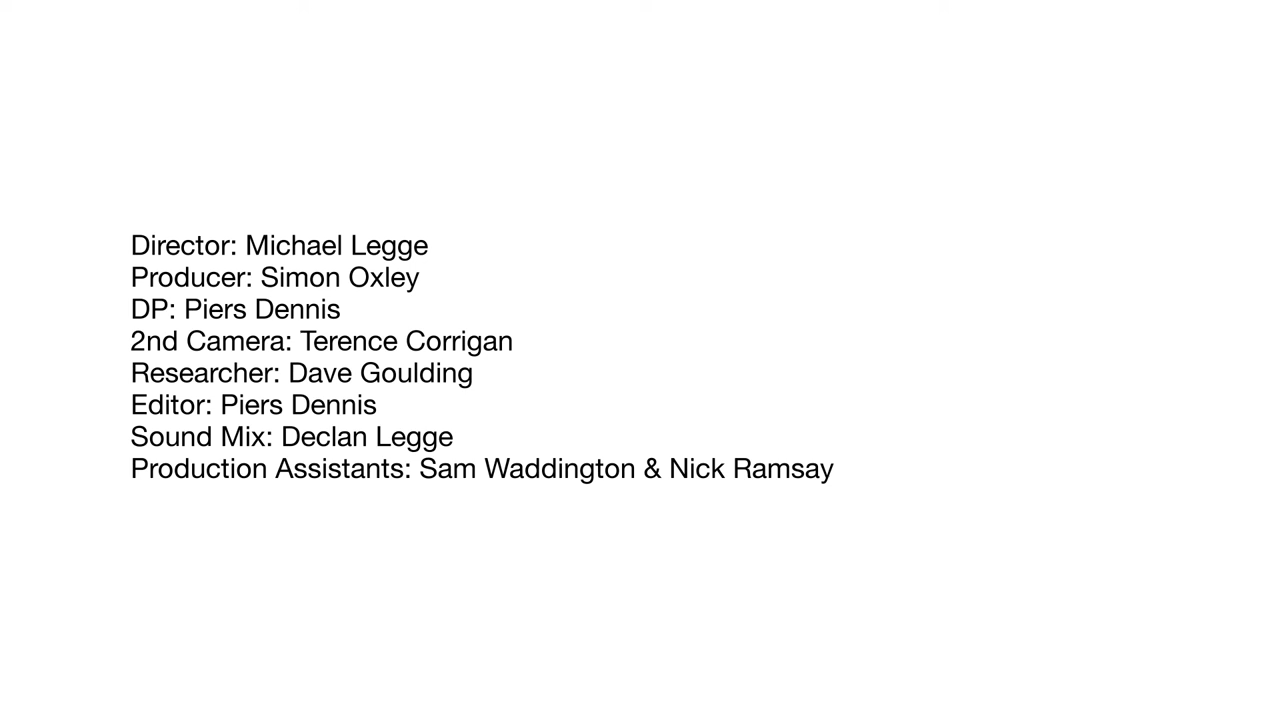 Director: Michael Legge
Producer: Simon Oxley
DP: Piers Dennis
2nd Camera: Terence Corrigan
Researcher: Dave Goulding
Editor: Piers Dennis
Sound Mix: Declan Legge
Production Assistants: Sam Waddington & Nick Ramsay